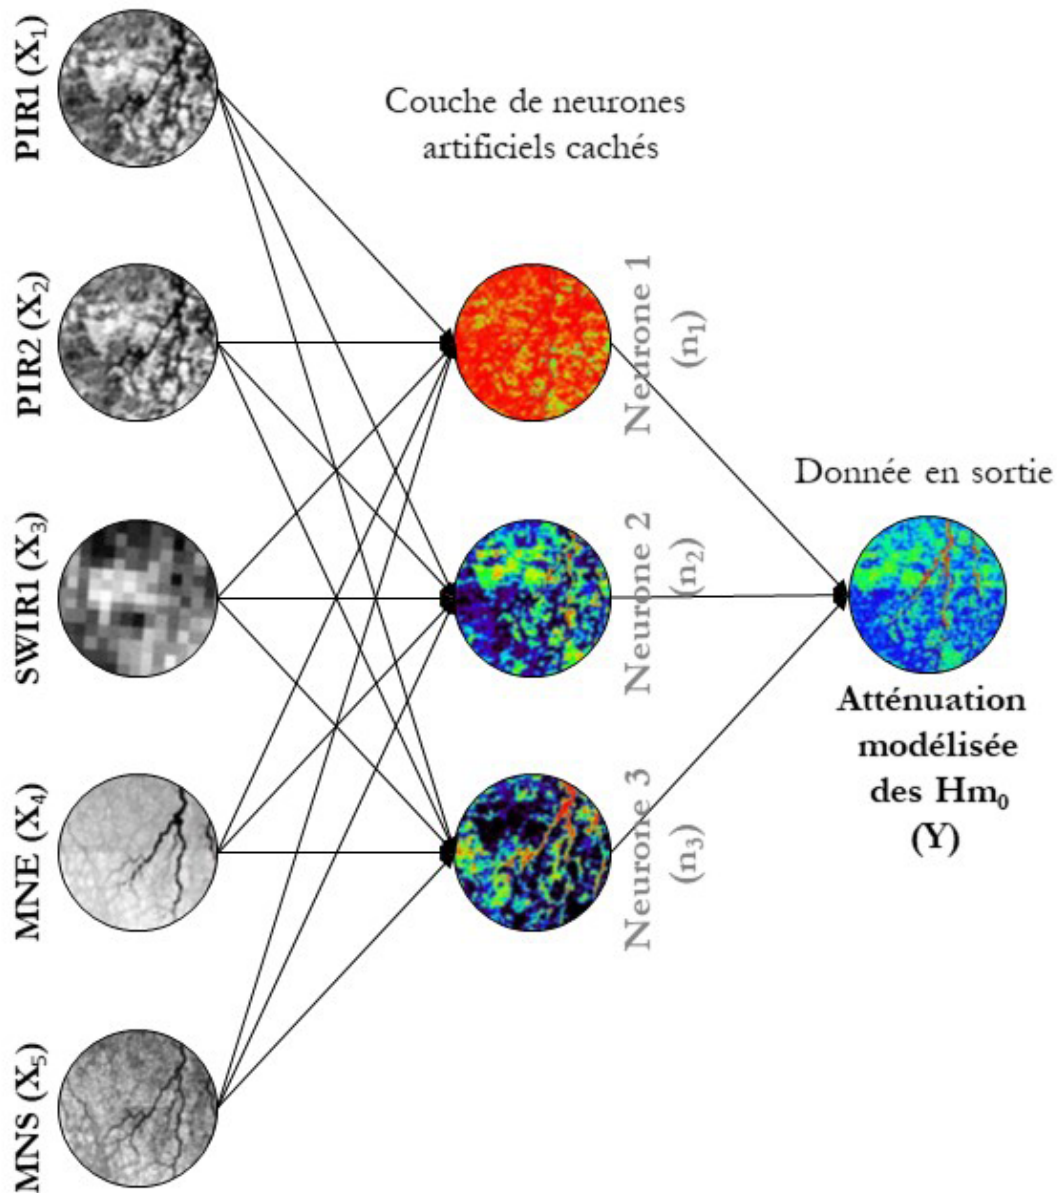 PIR1 (X₁)
Couche de neurones
artificiels cachés
PIR2 (X₂)
Neurone 1
(n₁)
Donnée en sortie
SWIR1 (X₃)
Neurone 2
(n₂)
Atténuation
modélisée
des Hm₀
(Y)
MNE (X₄)
Neurone 3
(n₃)
MNS (X₅)